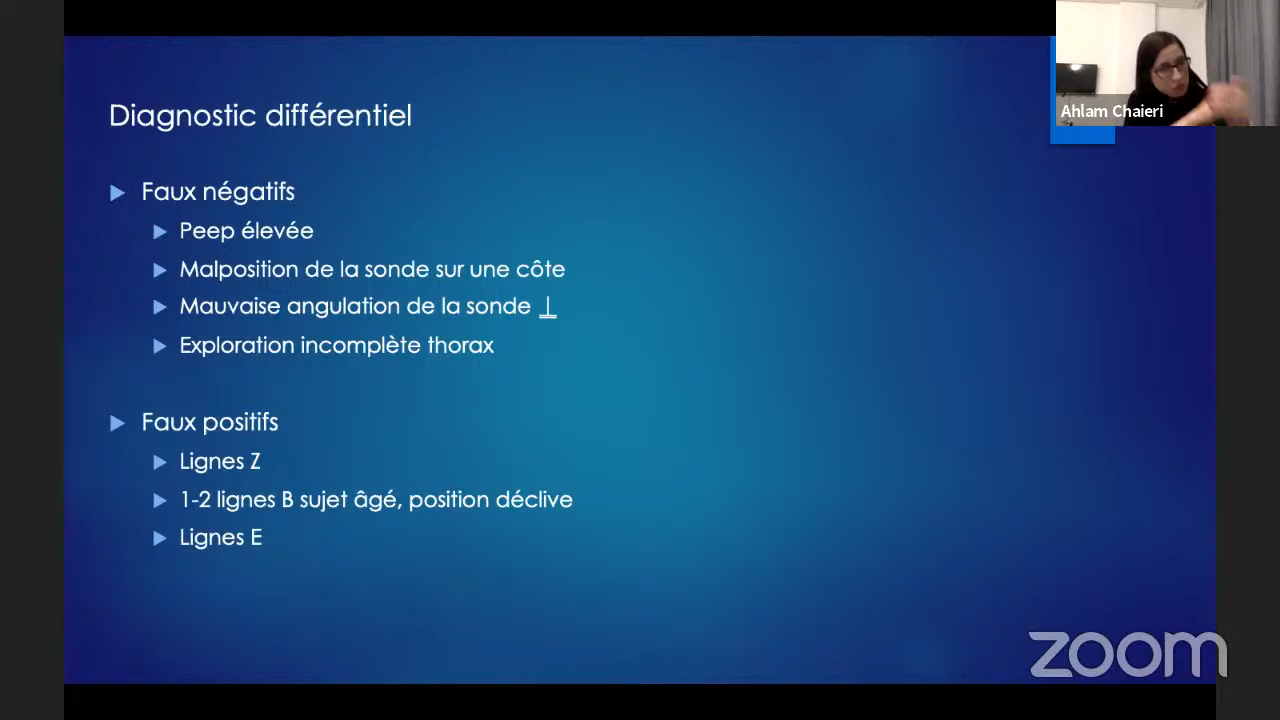 Diagnostic différentiel
Faux négatifs
Peep élevée
Malposition de la sonde sur une côte
Mauvaise angulation de la sonde ⊥
Exploration incomplète thorax
Faux positifs
Lignes Z
1-2 lignes B sujet âgé, position déclive
Lignes E
Ahlam Chaieri
zoom